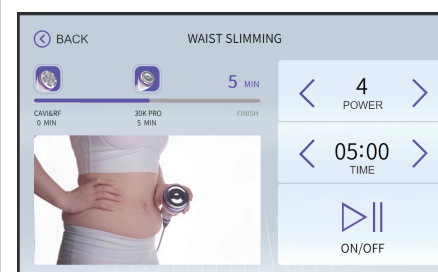 BACK
WAIST SLIMMING
5 MIN
CAVI&RF
0 MIN
30K PRO
5 MIN
FINISH
4
POWER
05:00
TIME
ON/OFF